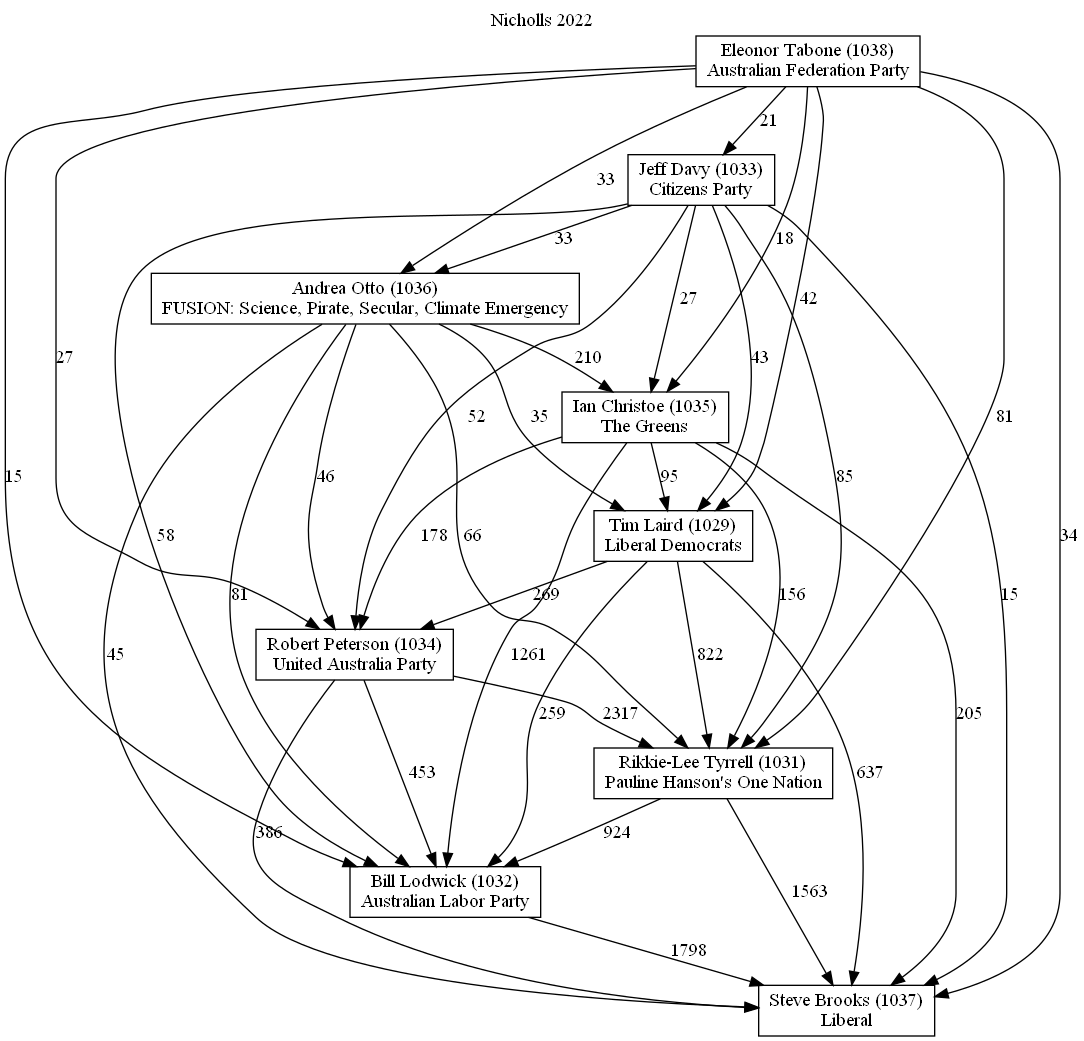 Nicholls 2022
Eleonor Tabone (1038)
Australian Federation Party
21
Jeff Davy (1033)
Citizens Party
33
33
18
Andrea Otto (1036)
FUSION: Science, Pirate, Secular, Climate Emergency
27
42
27
210
43
Ian Christoe (1035)
The Greens
52
35
81
15
46
95
85
Tim Laird (1029)
Liberal Democrats
58
178
66
34
81
269
156
15
Robert Peterson (1034)
United Australia Party
45
1261
822
259
2317
205
Rikkie-Lee Tyrrell (1031)
Pauline Hanson's One Nation
453
637
386
924
Bill Lodwick (1032)
Australian Labor Party
1563
1798
Steve Brooks (1037)
Liberal